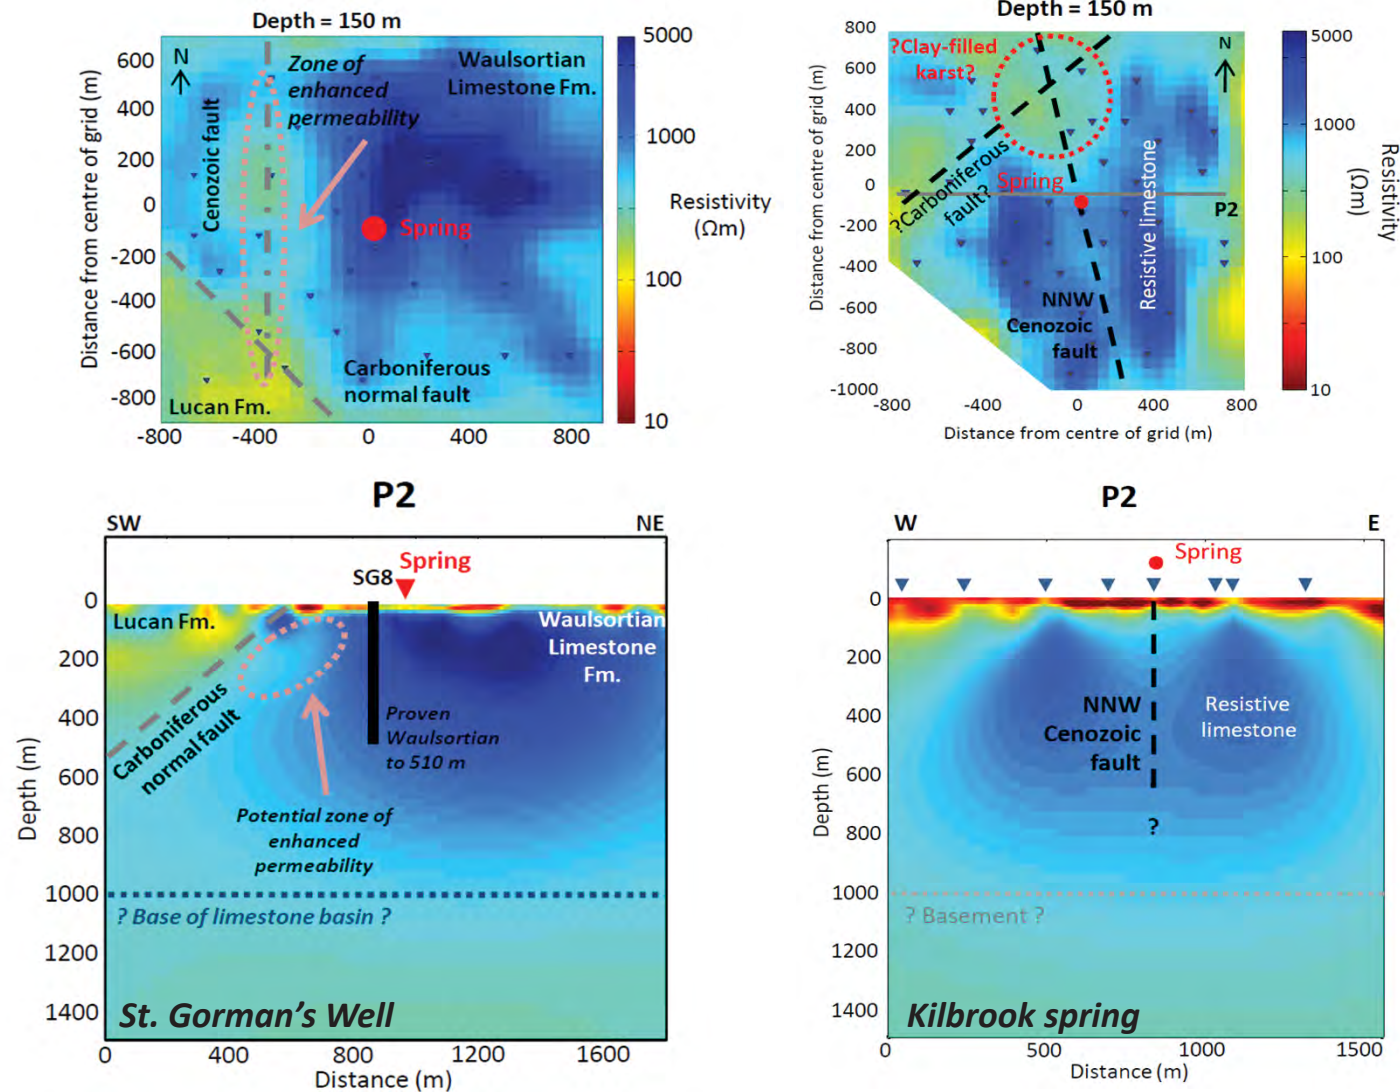 Depth = 150 m
600
400
200
0
-200
-400
-600
-800
Distance from centre of grid (m)
N
Cenozoic fault
Zone of
enhanced
permeability
Waulsortian
Limestone Fm.
Spring
Carboniferous
normal fault
Lucan Fm.
-800
-400
0
400
800
5000
1000
100
10
Resistivity
(Ωm)
Depth = 150 m
800
600
400
200
0
-200
-400
-600
-800
-1000
Distance from centre of grid (m)
?Clay-filled
karst?
N
?Carboniferous
fault?
Spring
Resistive limestone
P2
NNW
Cenozoic
fault
-800
-400
0
400
800
Distance from centre of grid (m)
5000
1000
100
10
Resistivity
(Ωm)
P2
SW
NE
SG8
Spring
0
200
400
600
800
1000
1200
1400
Depth (m)
Lucan Fm.
Waulsortian
Limestone
Fm.
Carboniferous
normal fault
Proven
Waulsortian
to 510 m
Potential zone of
enhanced
permeability
? Base of limestone basin ?
St. Gorman's Well
0
400
800
1200
1600
Distance (m)
P2
W
E
Spring
0
200
400
600
800
1000
1200
1400
Depth (m)
NNW
Cenozoic
fault
Resistive
limestone
?
? Basement ?
Kilbrook spring
0
500
1000
1500
Distance (m)